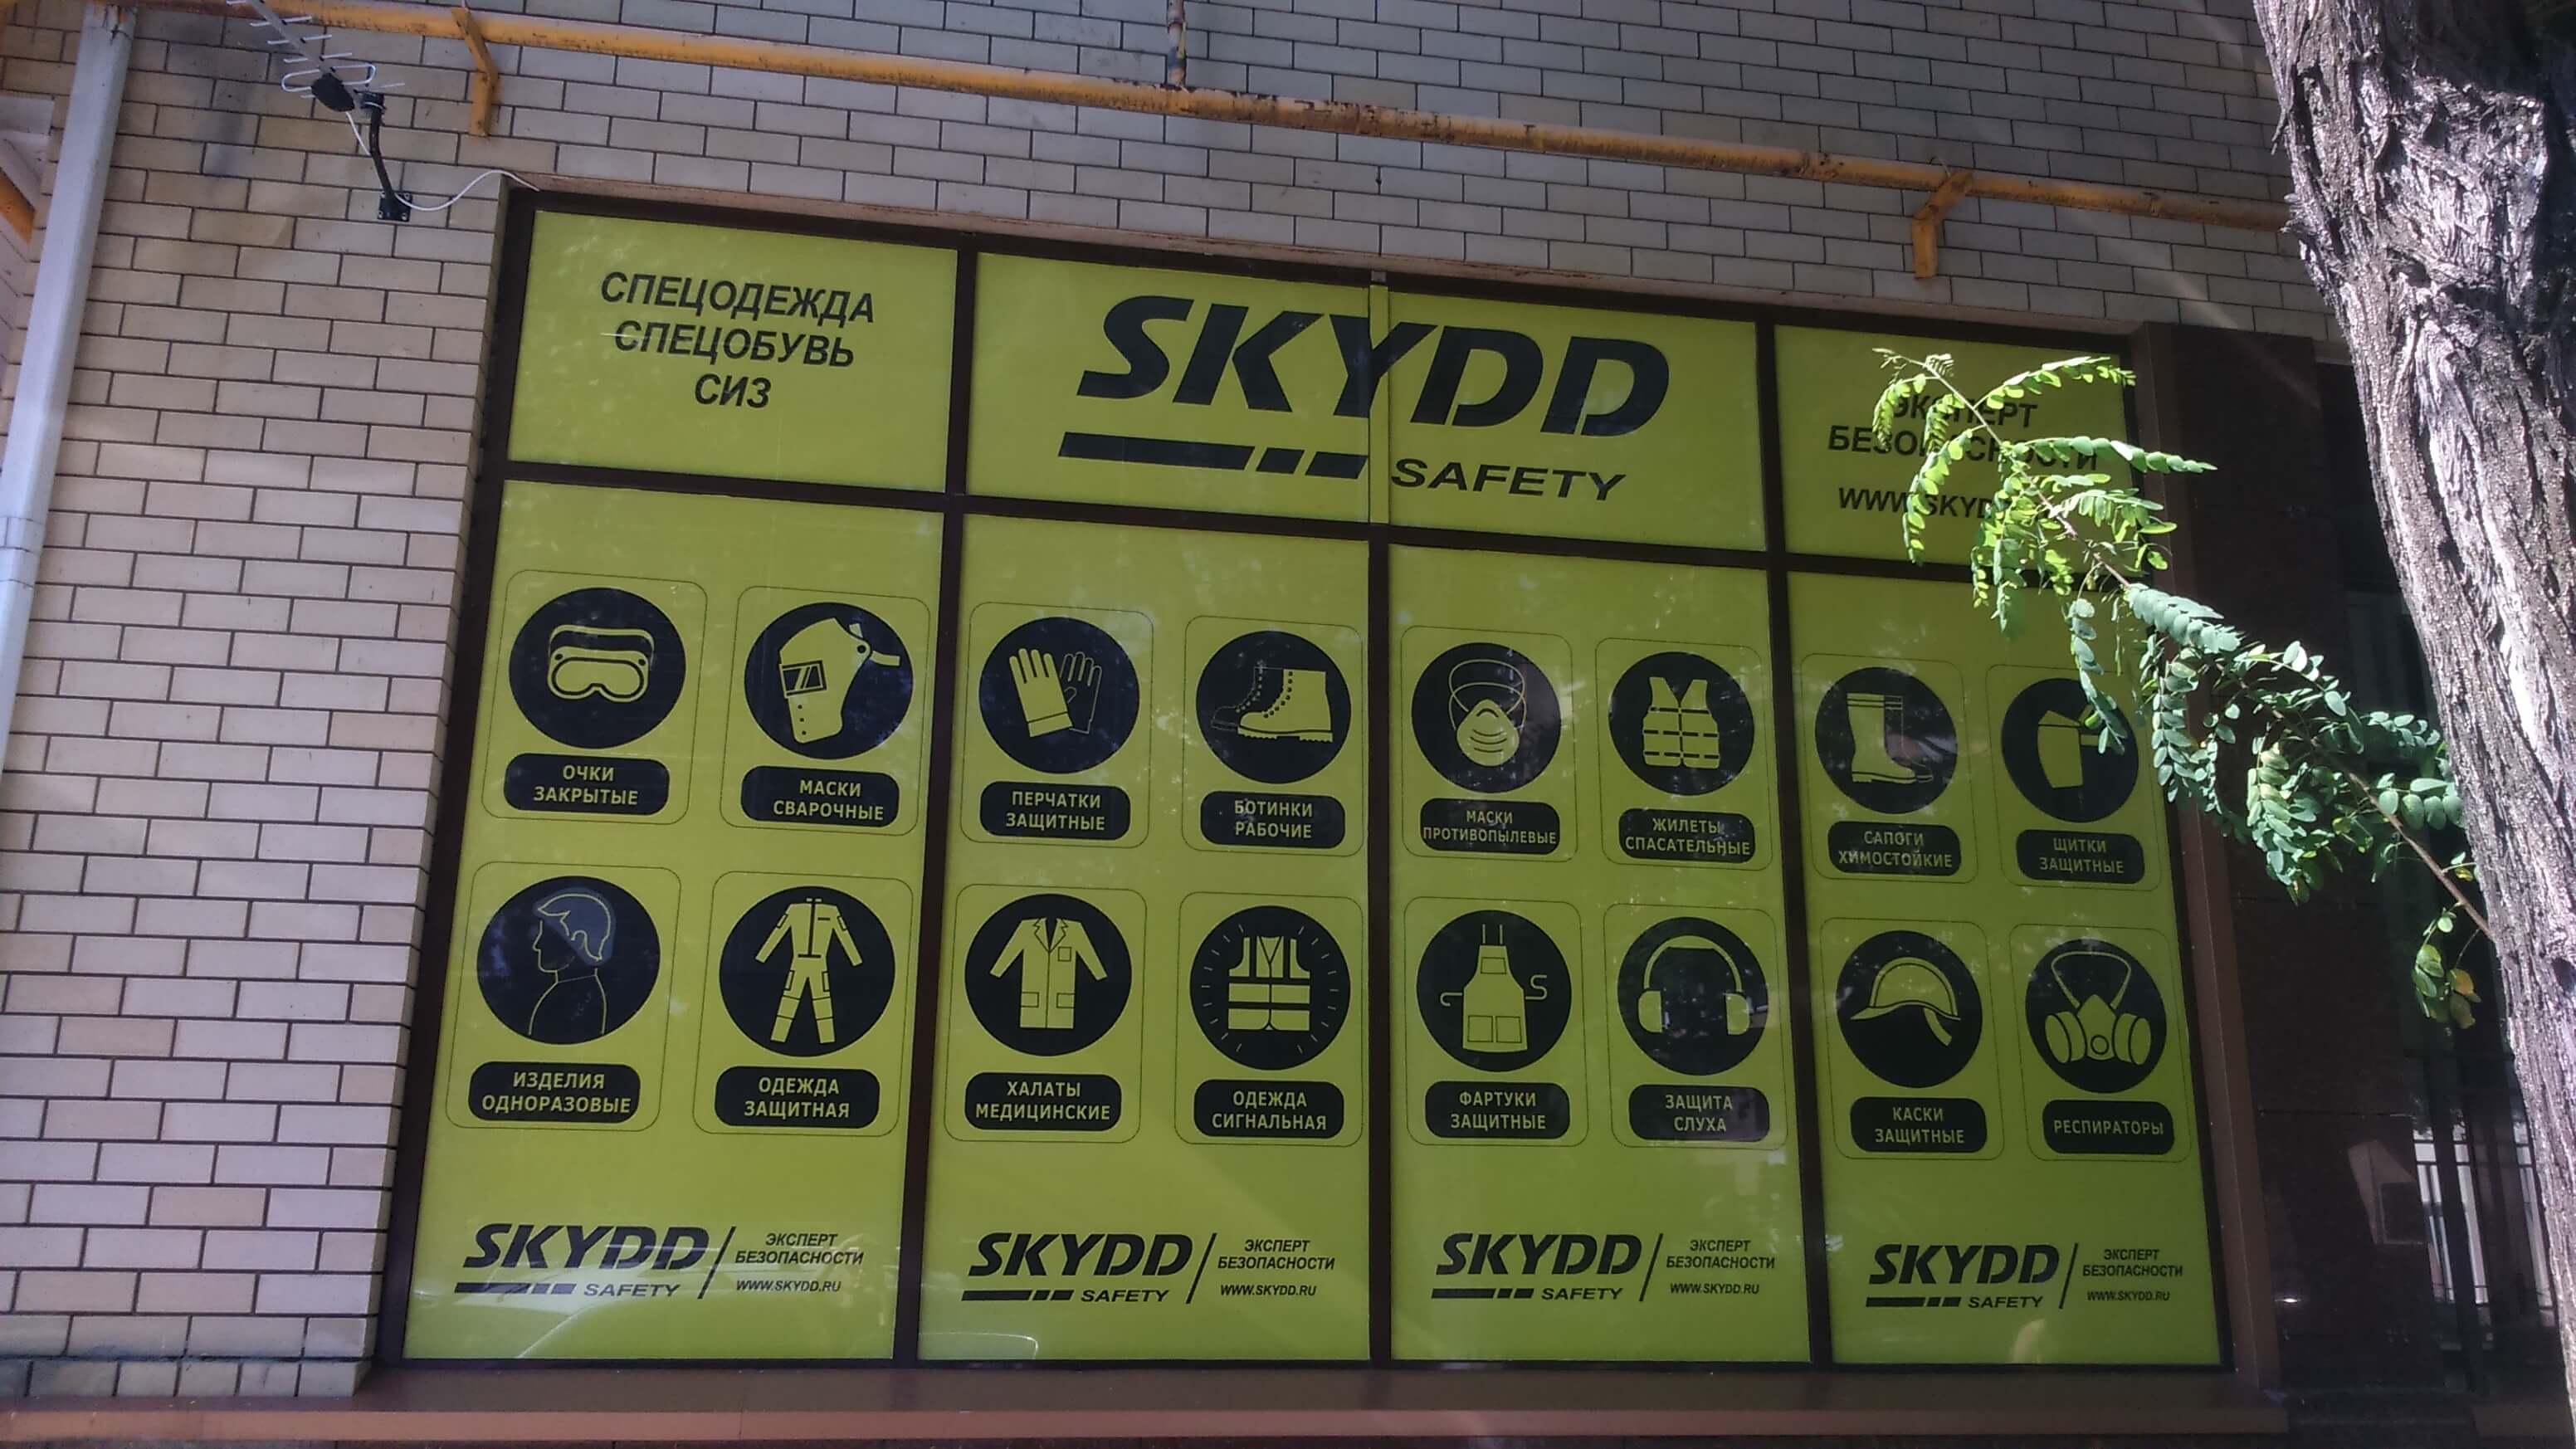 СПЕЦОДЕЖДА
СПЕЦОБУВЬ
СИЗ
SKYDD
SAFETY
ЭКСПЕРТ
БЕЗОПАСНОСТИ
ОЧКИ
ЗАКРЫТЫЕ
МАСКИ
СВАРОЧНЫЕ
ПЕРЧАТКИ
ЗАЩИТНЫЕ
БОТИНКИ
РАБОЧИЕ
МАСКИ
ПРОТИВОПЫЛЕВЫЕ
ЖИЛЕТЫ
СПАСАТЕЛЬНЫЕ
САПОГИ
ХИМОСТОЙКИЕ
ЩИТКИ
ЗАЩИТНЫЕ
ИЗДЕЛИЯ
ОДНОРАЗОВЫЕ
ОДЕЖДА
ЗАЩИТНАЯ
ХАЛАТЫ
МЕДИЦИНСКИЕ
ОДЕЖДА
СИГНАЛЬНАЯ
ФАРТУКИ
ЗАЩИТНЫЕ
ЗАЩИТА
СЛУХА
КАСКИ
ЗАЩИТНЫЕ
РЕСПИРАТОРЫ
SKYDD
SAFETY
ЭКСПЕРТ
БЕЗОПАСНОСТИ
WWW.SKYDD.RU
SKYDD
SAFETY
ЭКСПЕРТ
БЕЗОПАСНОСТИ
WWW.SKYDD.RU
SKYDD
SAFETY
ЭКСПЕРТ
БЕЗОПАСНОСТИ
WWW.SKYDD.RU
SKYDD
SAFETY
ЭКСПЕРТ
БЕЗОПАСНОСТИ
WWW.SKYDD.RU